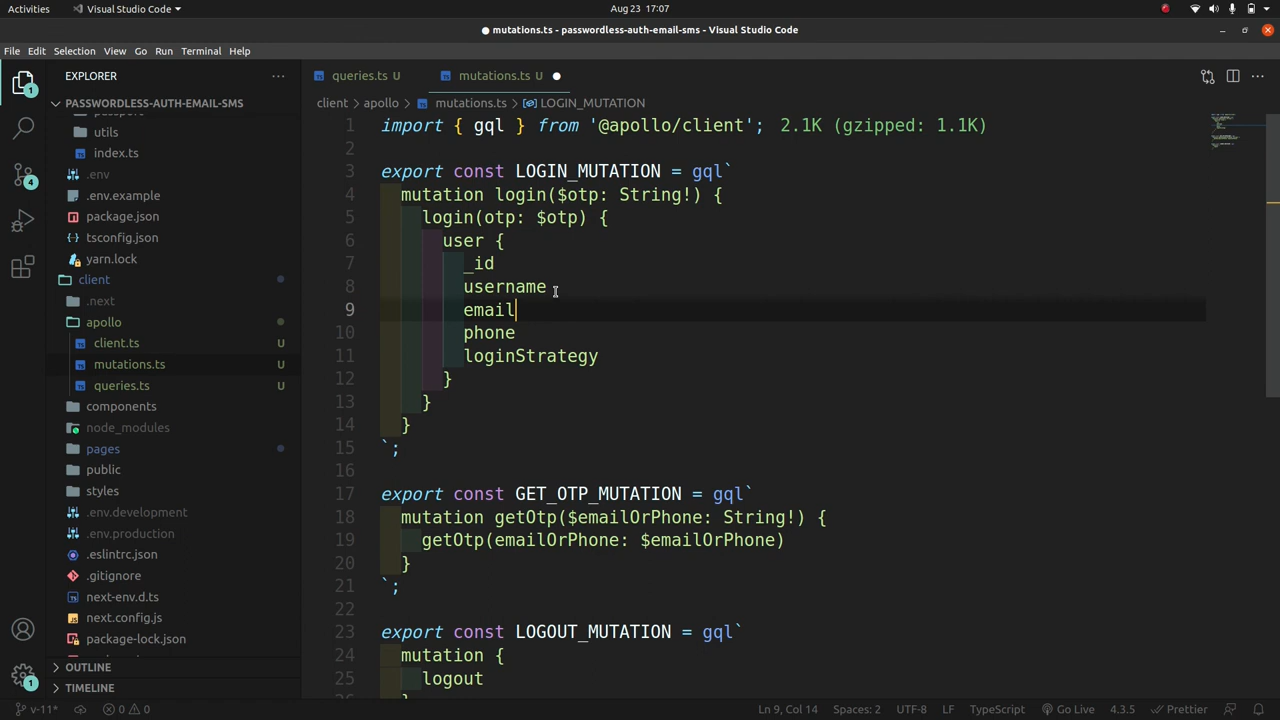 Activities
Visual Studio Code
Aug 23 17:07
mutations.ts - passwordless-auth-email-sms - Visual Studio Code
File Edit Selection View Go Run Terminal Help
EXPLORER
PASSWORDLESS-AUTH-EMAIL-SMS
utils
index.ts
.env
.env.example
package.json
tsconfig.json
yarn.lock
client
.next
apollo
client.ts U
mutations.ts U
queries.ts U
components
node_modules
pages
public
styles
.env.development
.env.production
.eslintrc.json
.gitignore
next-env.d.ts
next.config.js
package-lock.json
OUTLINE
TIMELINE
1
4
1
queries.ts U
mutations.ts U
client > apollo > mutations.ts > LOGIN_MUTATION
1 import { gql } from '@apollo/client'; 2.1K (gzipped: 1.1K)
2
3 export const LOGIN_MUTATION = gql`
4 mutation login($otp: String!) {
5 login(otp: $otp) {
6 user {
7 _id
8 username
9 email
10 phone
11 loginStrategy
12 }
13 }
14 }
15 `;
16
17 export const GET_OTP_MUTATION = gql`
18 mutation getOtp($emailOrPhone: String!) {
19 getOtp(emailOrPhone: $emailOrPhone)
20 }
21 `;
22
23 export const LOGOUT_MUTATION = gql`
24 mutation {
25 logout
v-11*
0 0
Ln 9, Col 14
Spaces: 2
UTF-8
LF
TypeScript
Go Live
4.3.5
Prettier